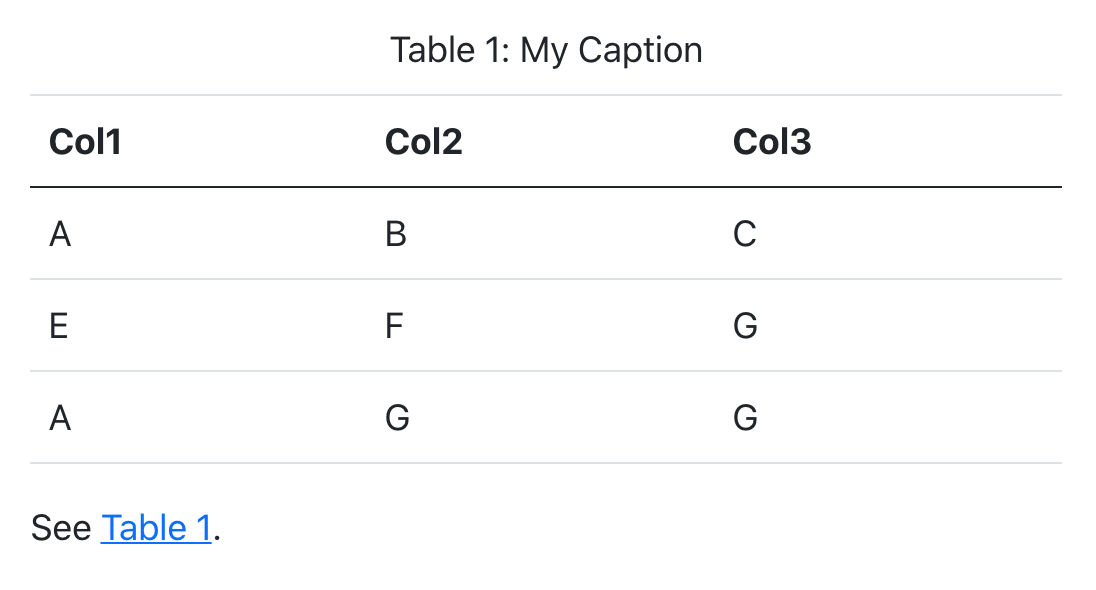 Table 1: My Caption
Col1 Col2 Col3
A B C
E F G
A G G
See Table 1.